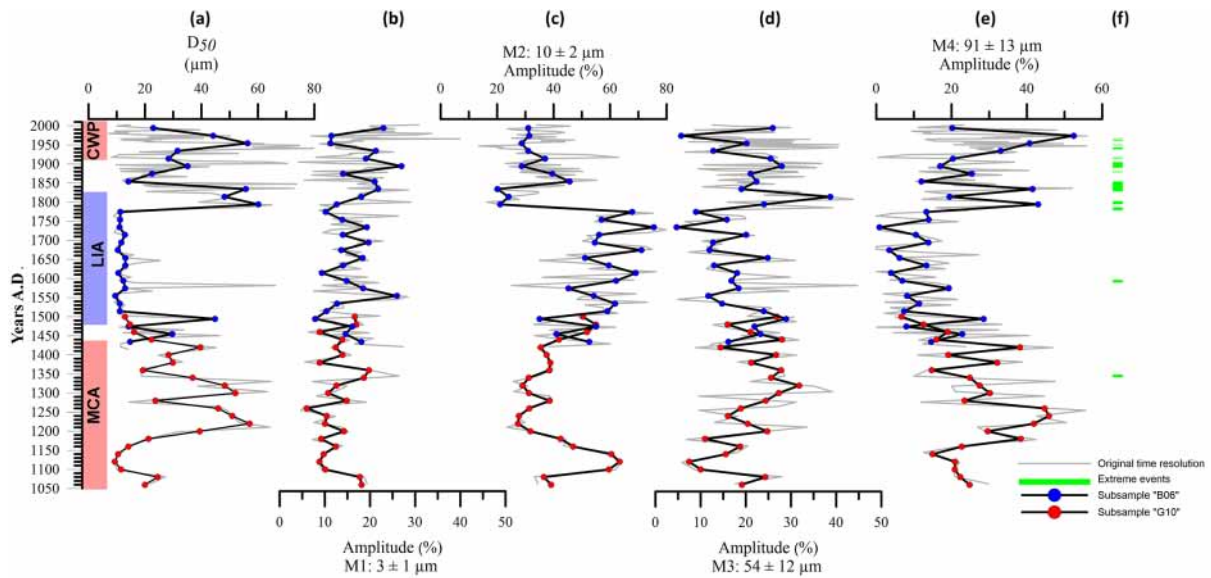 (a) (b) (c) (d) (e) (f)
D50
(µm)
M2: 10 ± 2 µm
Amplitude (%)
M4: 91 ± 13 µm
Amplitude (%)
0 20 40 60 80
0 20 40 60 80 100
0 20 40 60
Years A.D.
2000
1950
1900
1850
1800
1750
1700
1650
1600
1550
1500
1450
1400
1350
1300
1250
1200
1150
1100
1050
CWP
LIA
MCA
Original time resolution
Extreme events
Subsample "B06"
Subsample "G10"
0 10 20 30 40 50
0 10 20 30 40 50
Amplitude (%)
M1: 3 ± 1 µm
Amplitude (%)
M3: 54 ± 12 µm